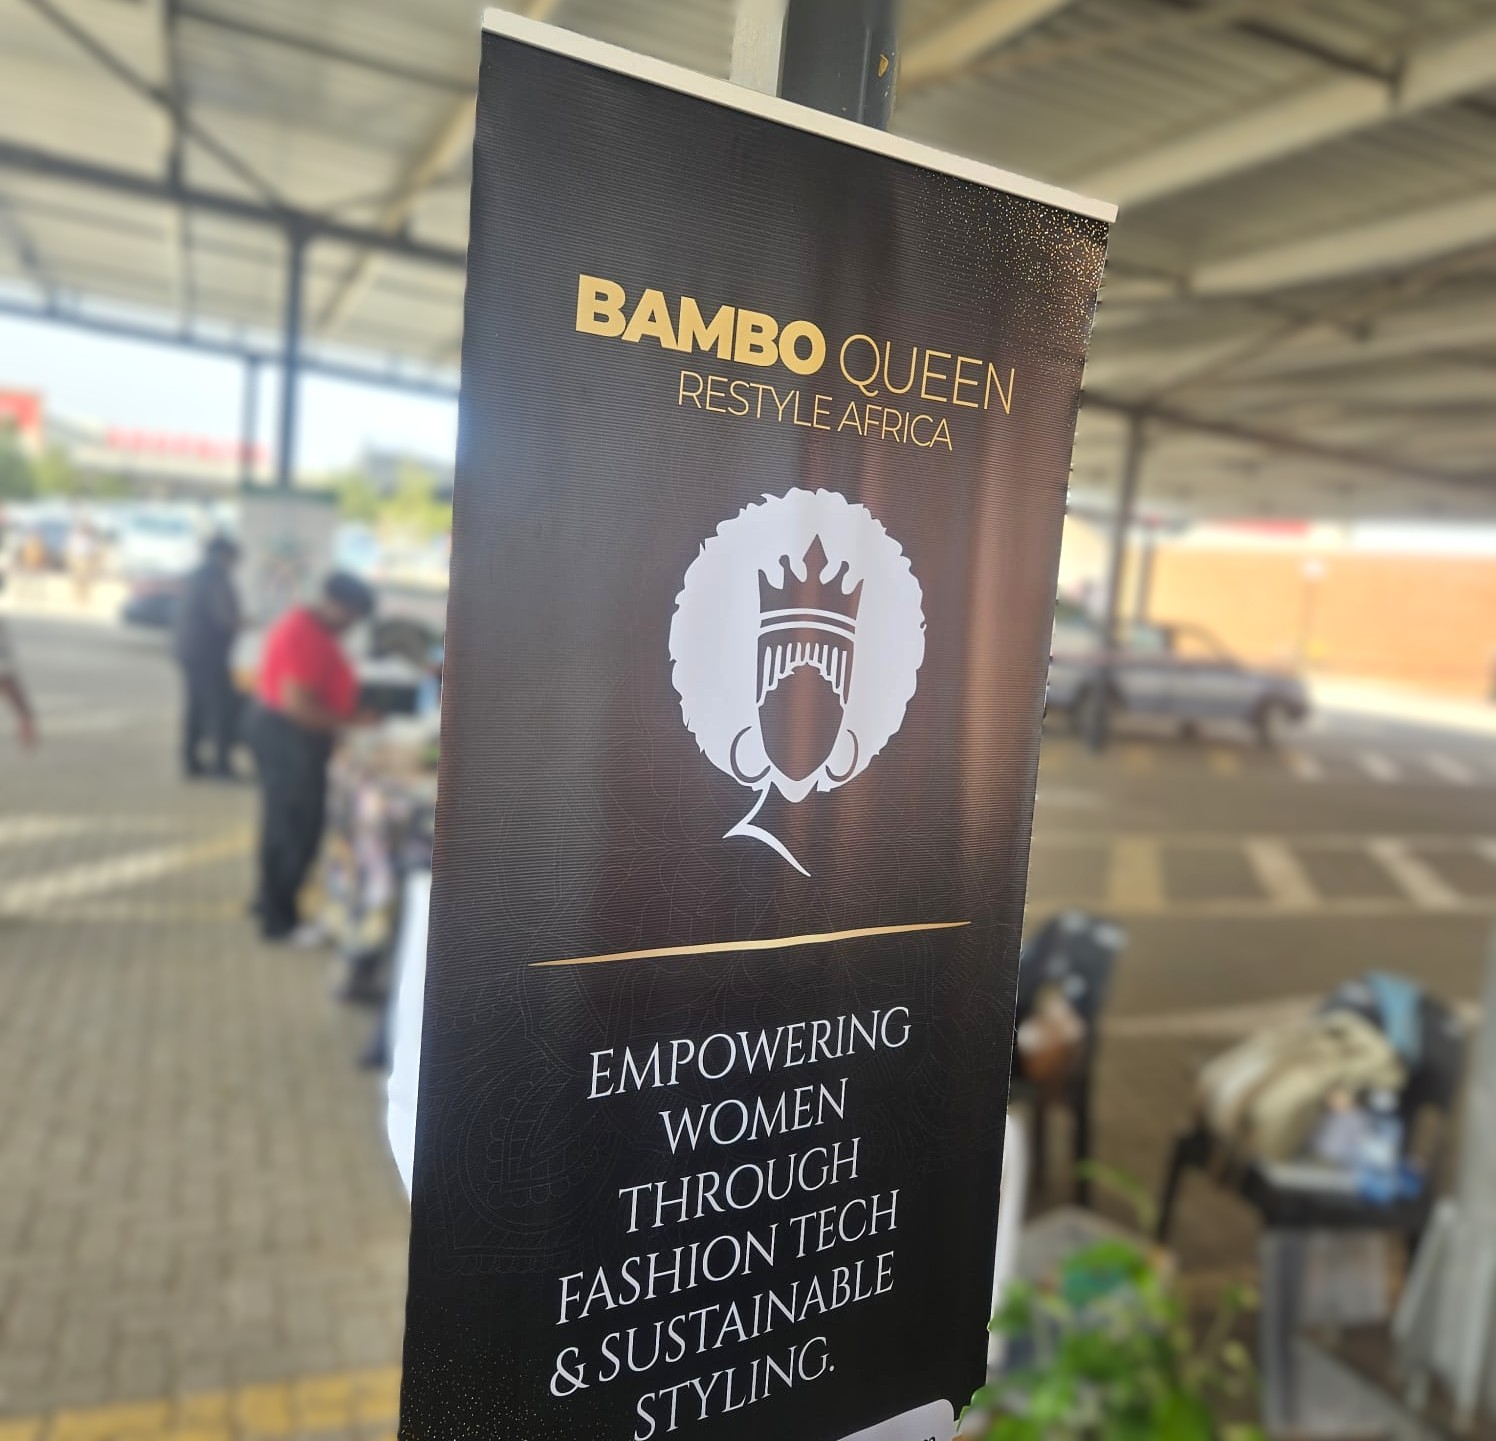 BAMBO QUEEN
RESTYLE AFRICA
EMPOWERING
WOMEN
THROUGH
FASHION TECH
& SUSTAINABLE
STYLING.